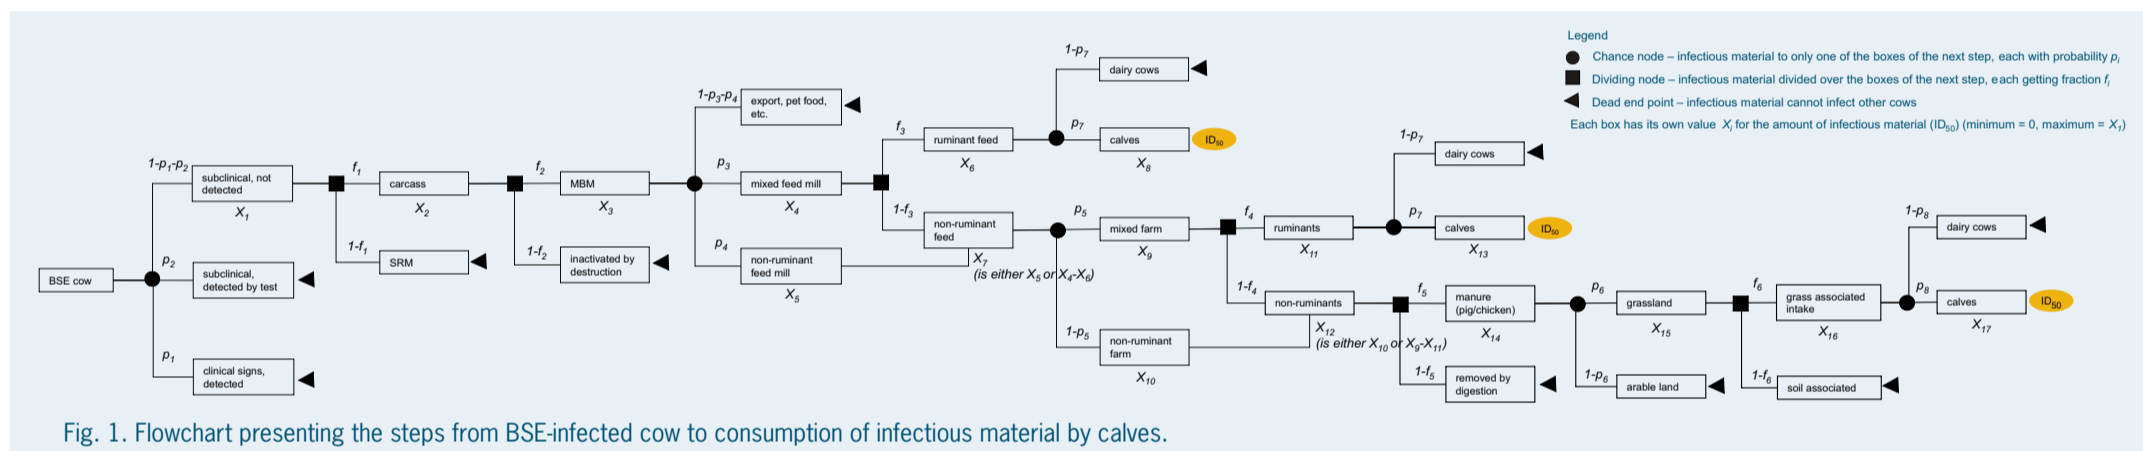 Legend
Chance node – infectious material to only one of the boxes of the next step, each with probability pi
Dividing node – infectious material divided over the boxes of the next step, each getting fraction fi
Dead end point – infectious material cannot infect other cows
Each box has its own value Xi for the amount of infectious material (ID50) (minimum = 0, maximum = X1)
BSE cow
1-p1-p2
subclinical, not
detected
X1
p2
subclinical,
detected by test
p1
clinical signs,
detected
f1
carcass
X2
1-f1
SRM
f2
MBM
X3
1-f2
inactivated by
destruction
1-p3-p4
export, pet food,
etc.
p3
mixed feed mill
X4
p4
non-ruminant
feed mill
X5
f3
ruminant feed
X6
1-f3
non-ruminant
feed
X7
(is either X5 or X4-X6)
1-p7
dairy cows
p7
calves
X8
ID50
p5
mixed farm
X9
1-p5
non-ruminant
farm
X10
f4
ruminants
X11
1-f4
non-ruminants
X12
(is either X10 or X9-X11)
1-p7
dairy cows
p7
calves
X13
ID50
f5
manure
(pig/chicken)
X14
1-f5
removed by
digestion
p6
grassland
X15
1-p6
arable land
f6
grass associated
intake
X16
1-f6
soil associated
1-p8
dairy cows
p8
calves
X17
ID50
Fig. 1. Flowchart presenting the steps from BSE-infected cow to consumption of infectious material by calves.